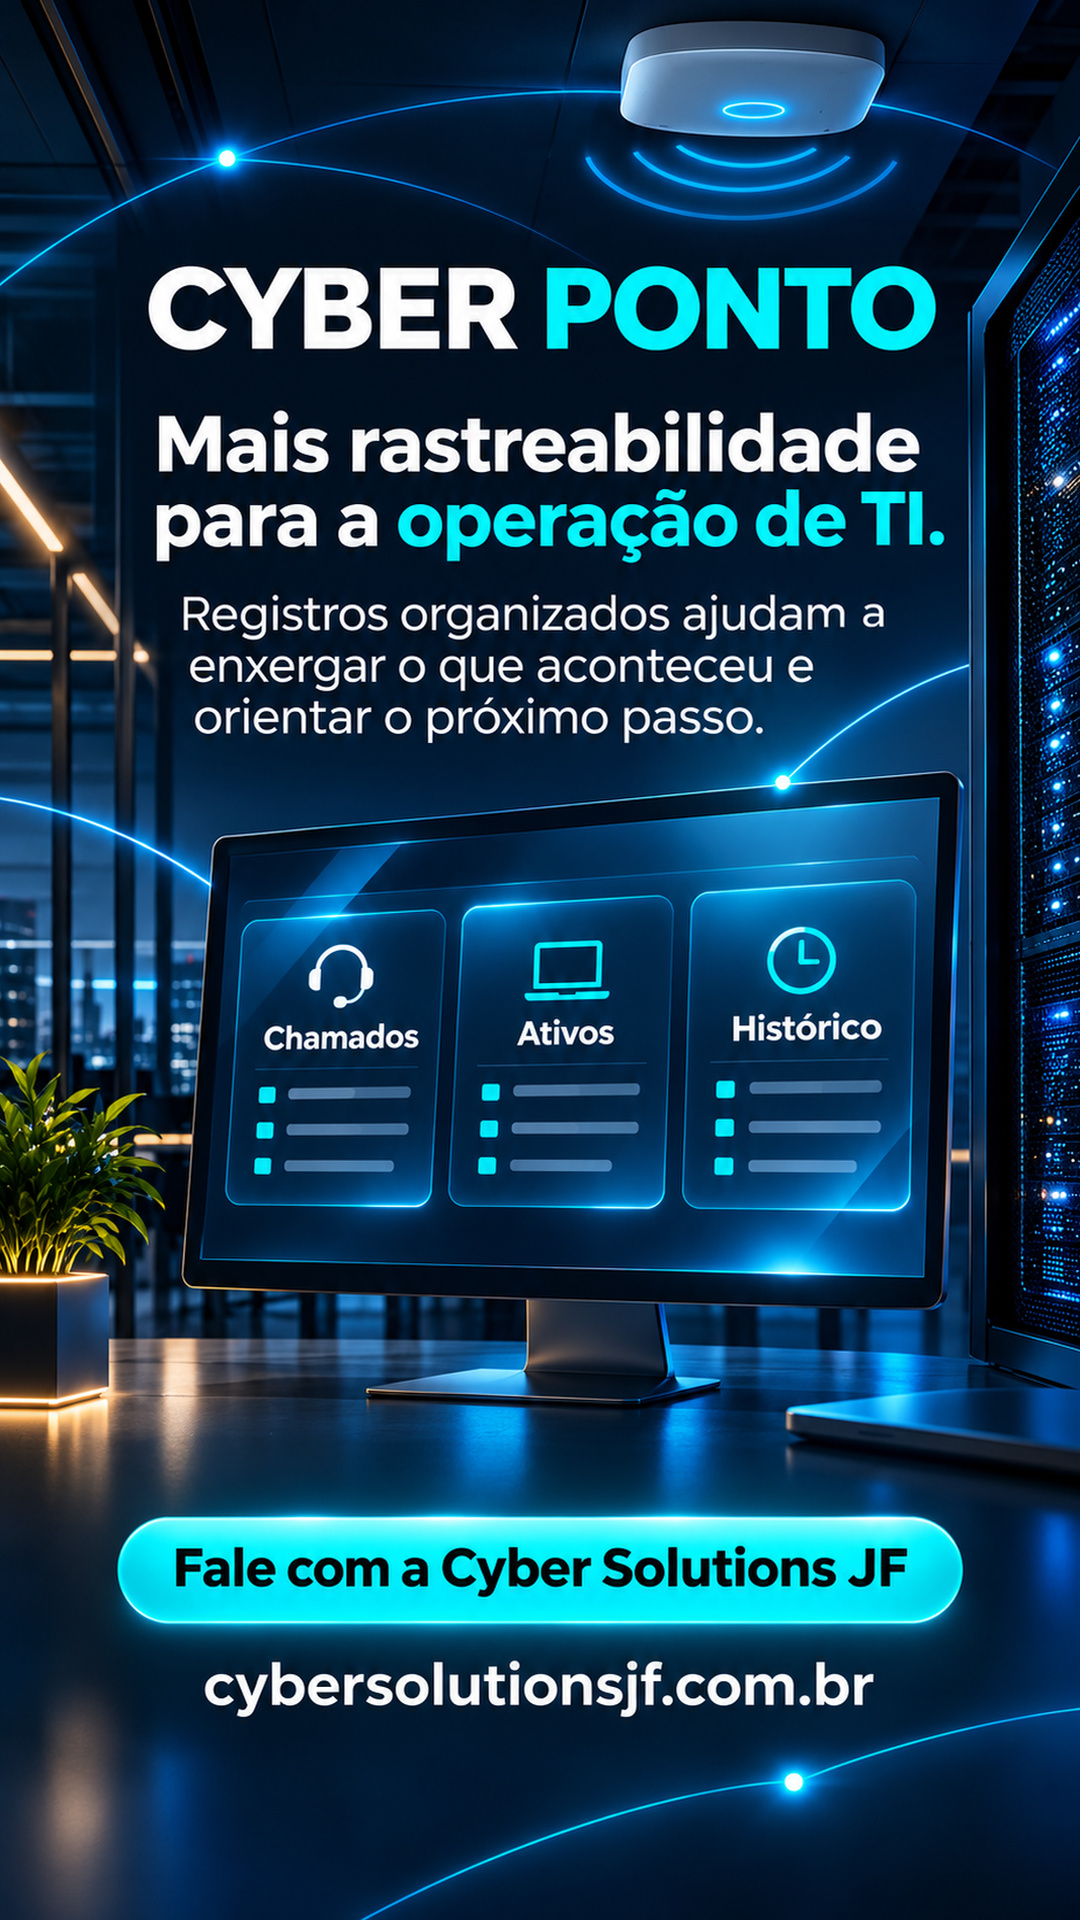 CYBER PONTO
Mais rastreabilidade
para a operação de TI.
Registros organizados ajudam a
enxergar o que aconteceu e
orientar o próximo passo.
Chamados
Ativos
Histórico
Fale com a Cyber Solutions JF
cybersolutionsjf.com.br